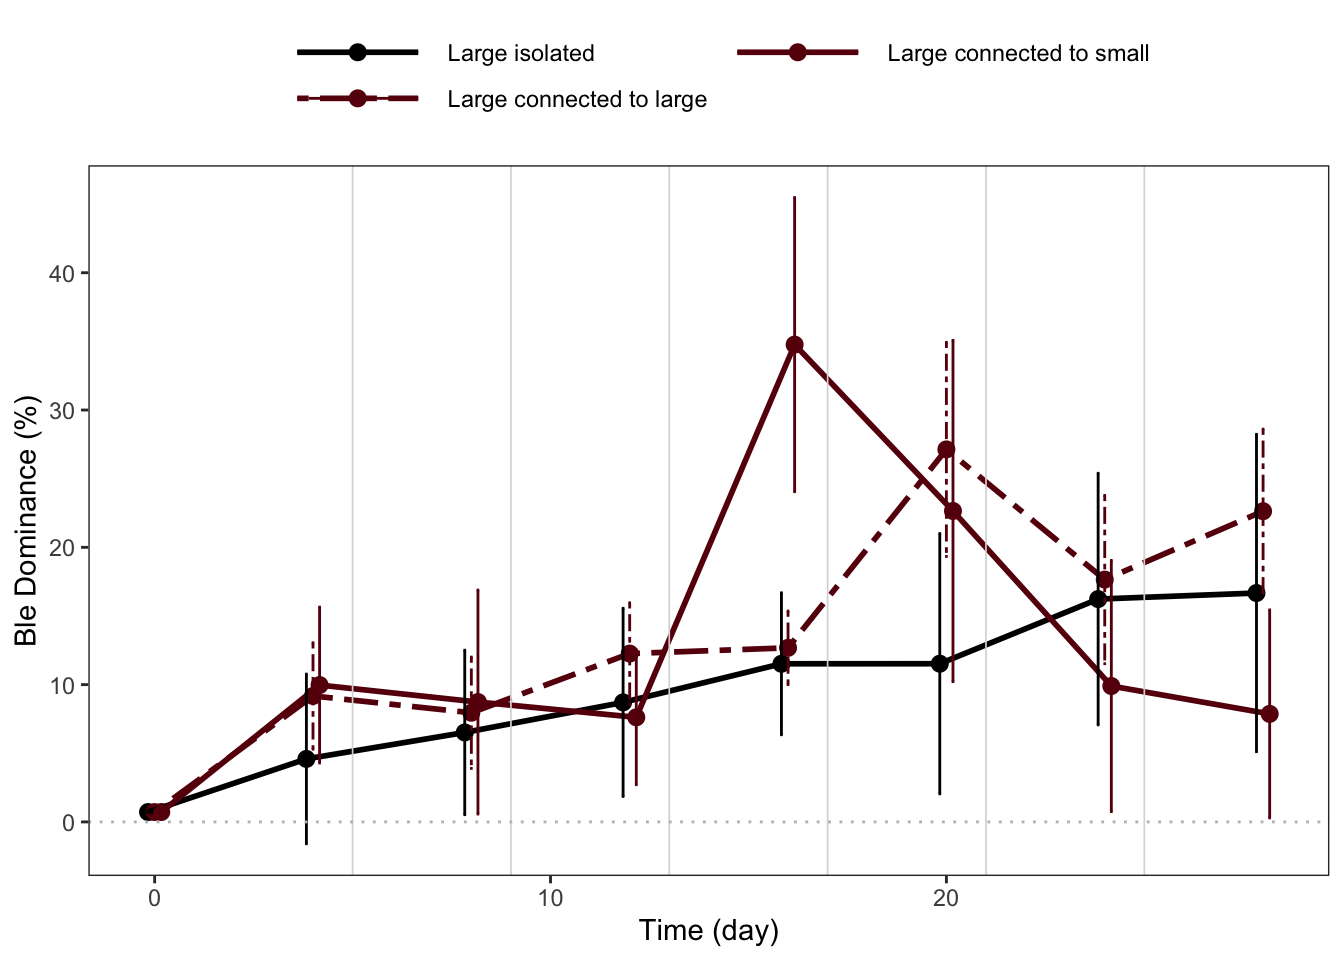 Large isolated
Large connected to small
Large connected to large
Ble Dominance (%)
40
30
20
10
0
0
10
20
Time (day)